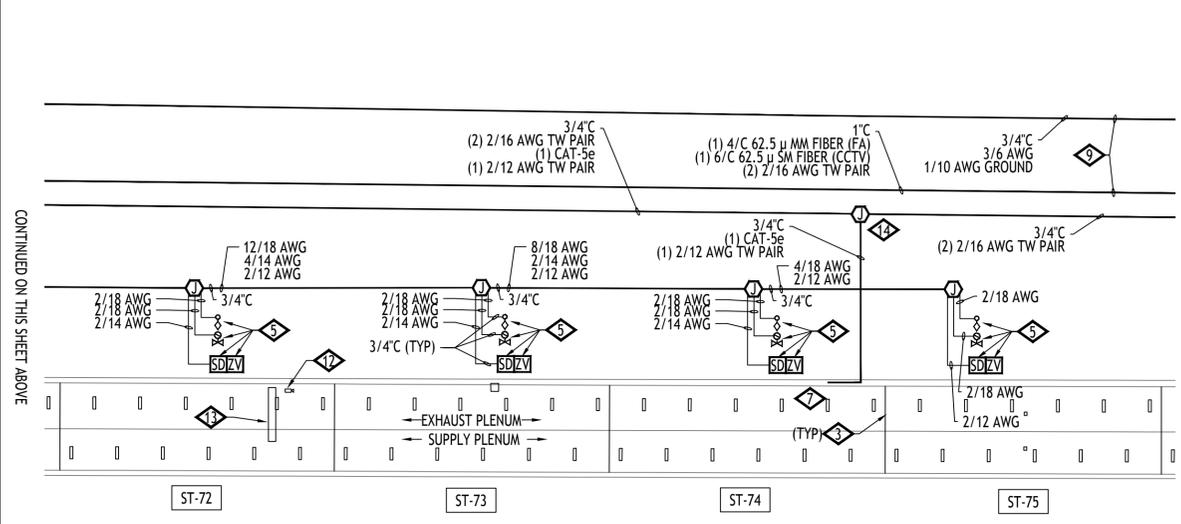 3/4"C
(2) 2/16 AWG TW PAIR
(1) CAT-5e
(1) 2/12 AWG TW PAIR
1"C
(1) 4/C 62.5 µ MM FIBER (FA)
(1) 6/C 62.5 µ SM FIBER (CCTV)
(2) 2/16 AWG TW PAIR
3/4"C
3/6 AWG
1/10 AWG GROUND
9
CONTINUED ON THIS SHEET ABOVE
12/18 AWG
4/14 AWG
2/12 AWG
8/18 AWG
2/14 AWG
2/12 AWG
3/4"C
(1) CAT-5e
(1) 2/12 AWG TW PAIR
J
14
3/4"C
(2) 2/16 AWG TW PAIR
4/18 AWG
2/12 AWG
J
3/4"C
J
3/4"C
J
3/4"C
J
2/18 AWG
2/18 AWG
2/14 AWG
5
SD ZV
2/18 AWG
2/18 AWG
2/14 AWG
3/4"C (TYP)
5
SD ZV
2/18 AWG
2/18 AWG
2/14 AWG
5
SD ZV
2/18 AWG
5
SD ZV
12
13
EXHAUST PLENUM
SUPPLY PLENUM
7
(TYP) 3
2/18 AWG
2/12 AWG
ST-72
ST-73
ST-74
ST-75